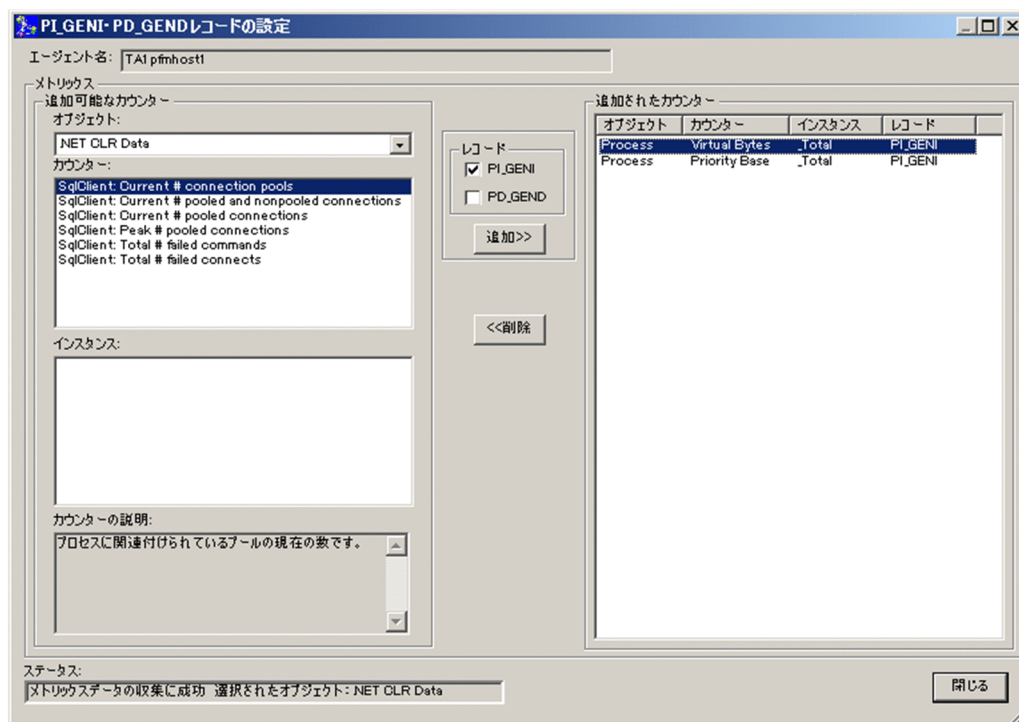 PI_GENI・PD_GENDレコードの設定
エージェント名: TA1pfmhost1
メトリックス
追加可能なカウンター
オブジェクト:
.NET CLR Data
カウンター:
SqlClient: Current # connection pools
SqlClient: Current # pooled and nonpooled connections
SqlClient: Current # pooled connections
SqlClient: Peak # pooled connections
SqlClient: Total # failed commands
SqlClient: Total # failed connects
インスタンス:
カウンターの説明:
プロセスに関連付けられているプールの現在の数です。
レコード
PI_GENI
PD_GEND
追加>>
<<削除
追加されたカウンター
オブジェクト カウンター インスタンス レコード
Process Virtual Bytes _Total PI_GENI
Process Priority Base _Total PI_GENI
ステータス:
メトリックスデータの収集に成功 選択されたオブジェクト: .NET CLR Data
閉じる